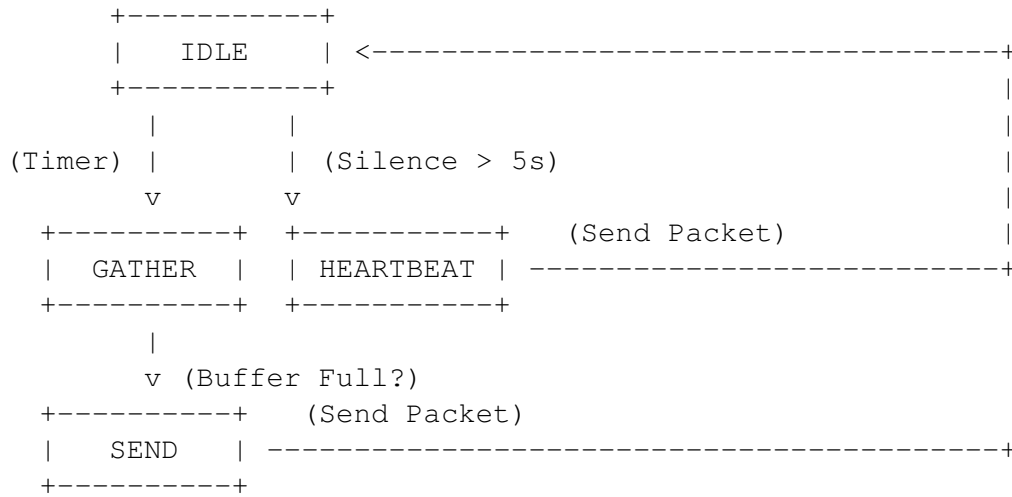 IDLE
(Timer) (Silence > 5s)
(Send Packet)
GATHER HEARTBEAT
(Buffer Full?)
(Send Packet)
SEND